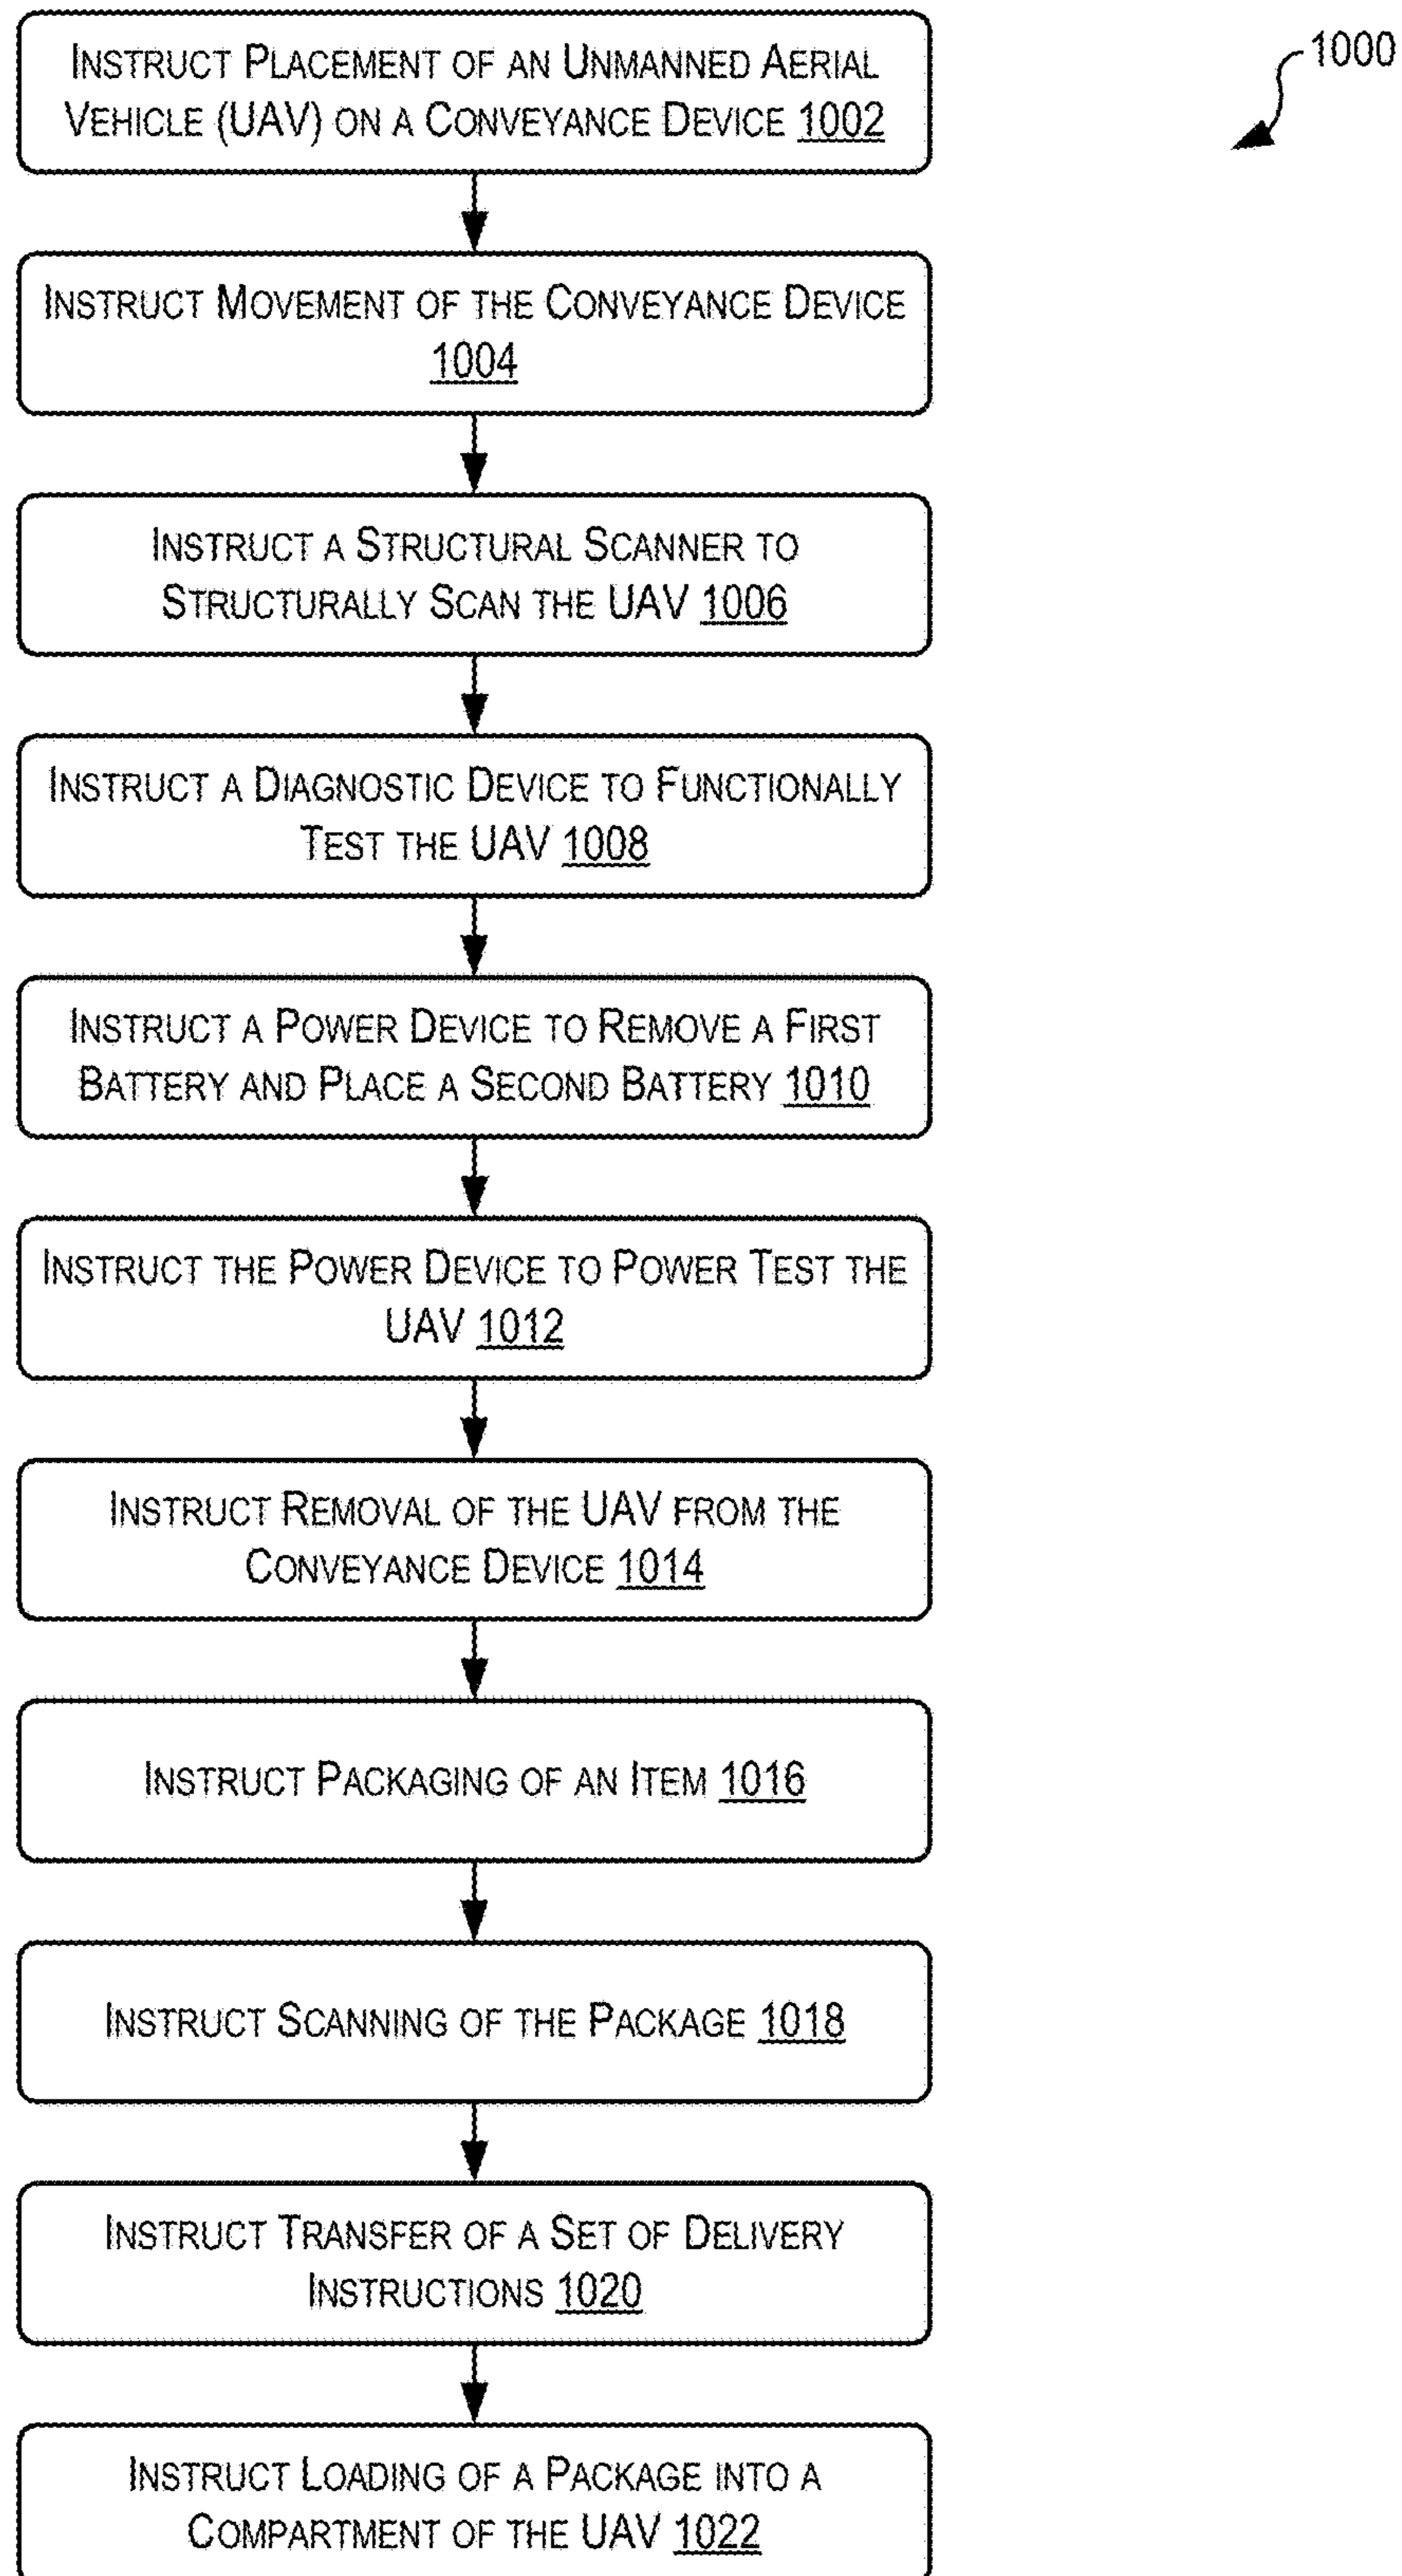 INSTRUCT PLACEMENT OF AN UNMANNED AERIAL
VEHICLE (UAV) ON A CONVEYANCE DEVICE 1002
1000
INSTRUCT MOVEMENT OF THE CONVEYANCE DEVICE
1004
INSTRUCT A STRUCTURAL SCANNER TO
STRUCTURALLY SCAN THE UAV 1006
INSTRUCT A DIAGNOSTIC DEVICE TO FUNCTIONALLY
TEST THE UAV 1008
INSTRUCT A POWER DEVICE TO REMOVE A FIRST
BATTERY AND PLACE A SECOND BATTERY 1010
INSTRUCT THE POWER DEVICE TO POWER TEST THE
UAV 1012
INSTRUCT REMOVAL OF THE UAV FROM THE
CONVEYANCE DEVICE 1014
INSTRUCT PACKAGING OF AN ITEM 1016
INSTRUCT SCANNING OF THE PACKAGE 1018
INSTRUCT TRANSFER OF A SET OF DELIVERY
INSTRUCTIONS 1020
INSTRUCT LOADING OF A PACKAGE INTO A
COMPARTMENT OF THE UAV 1022